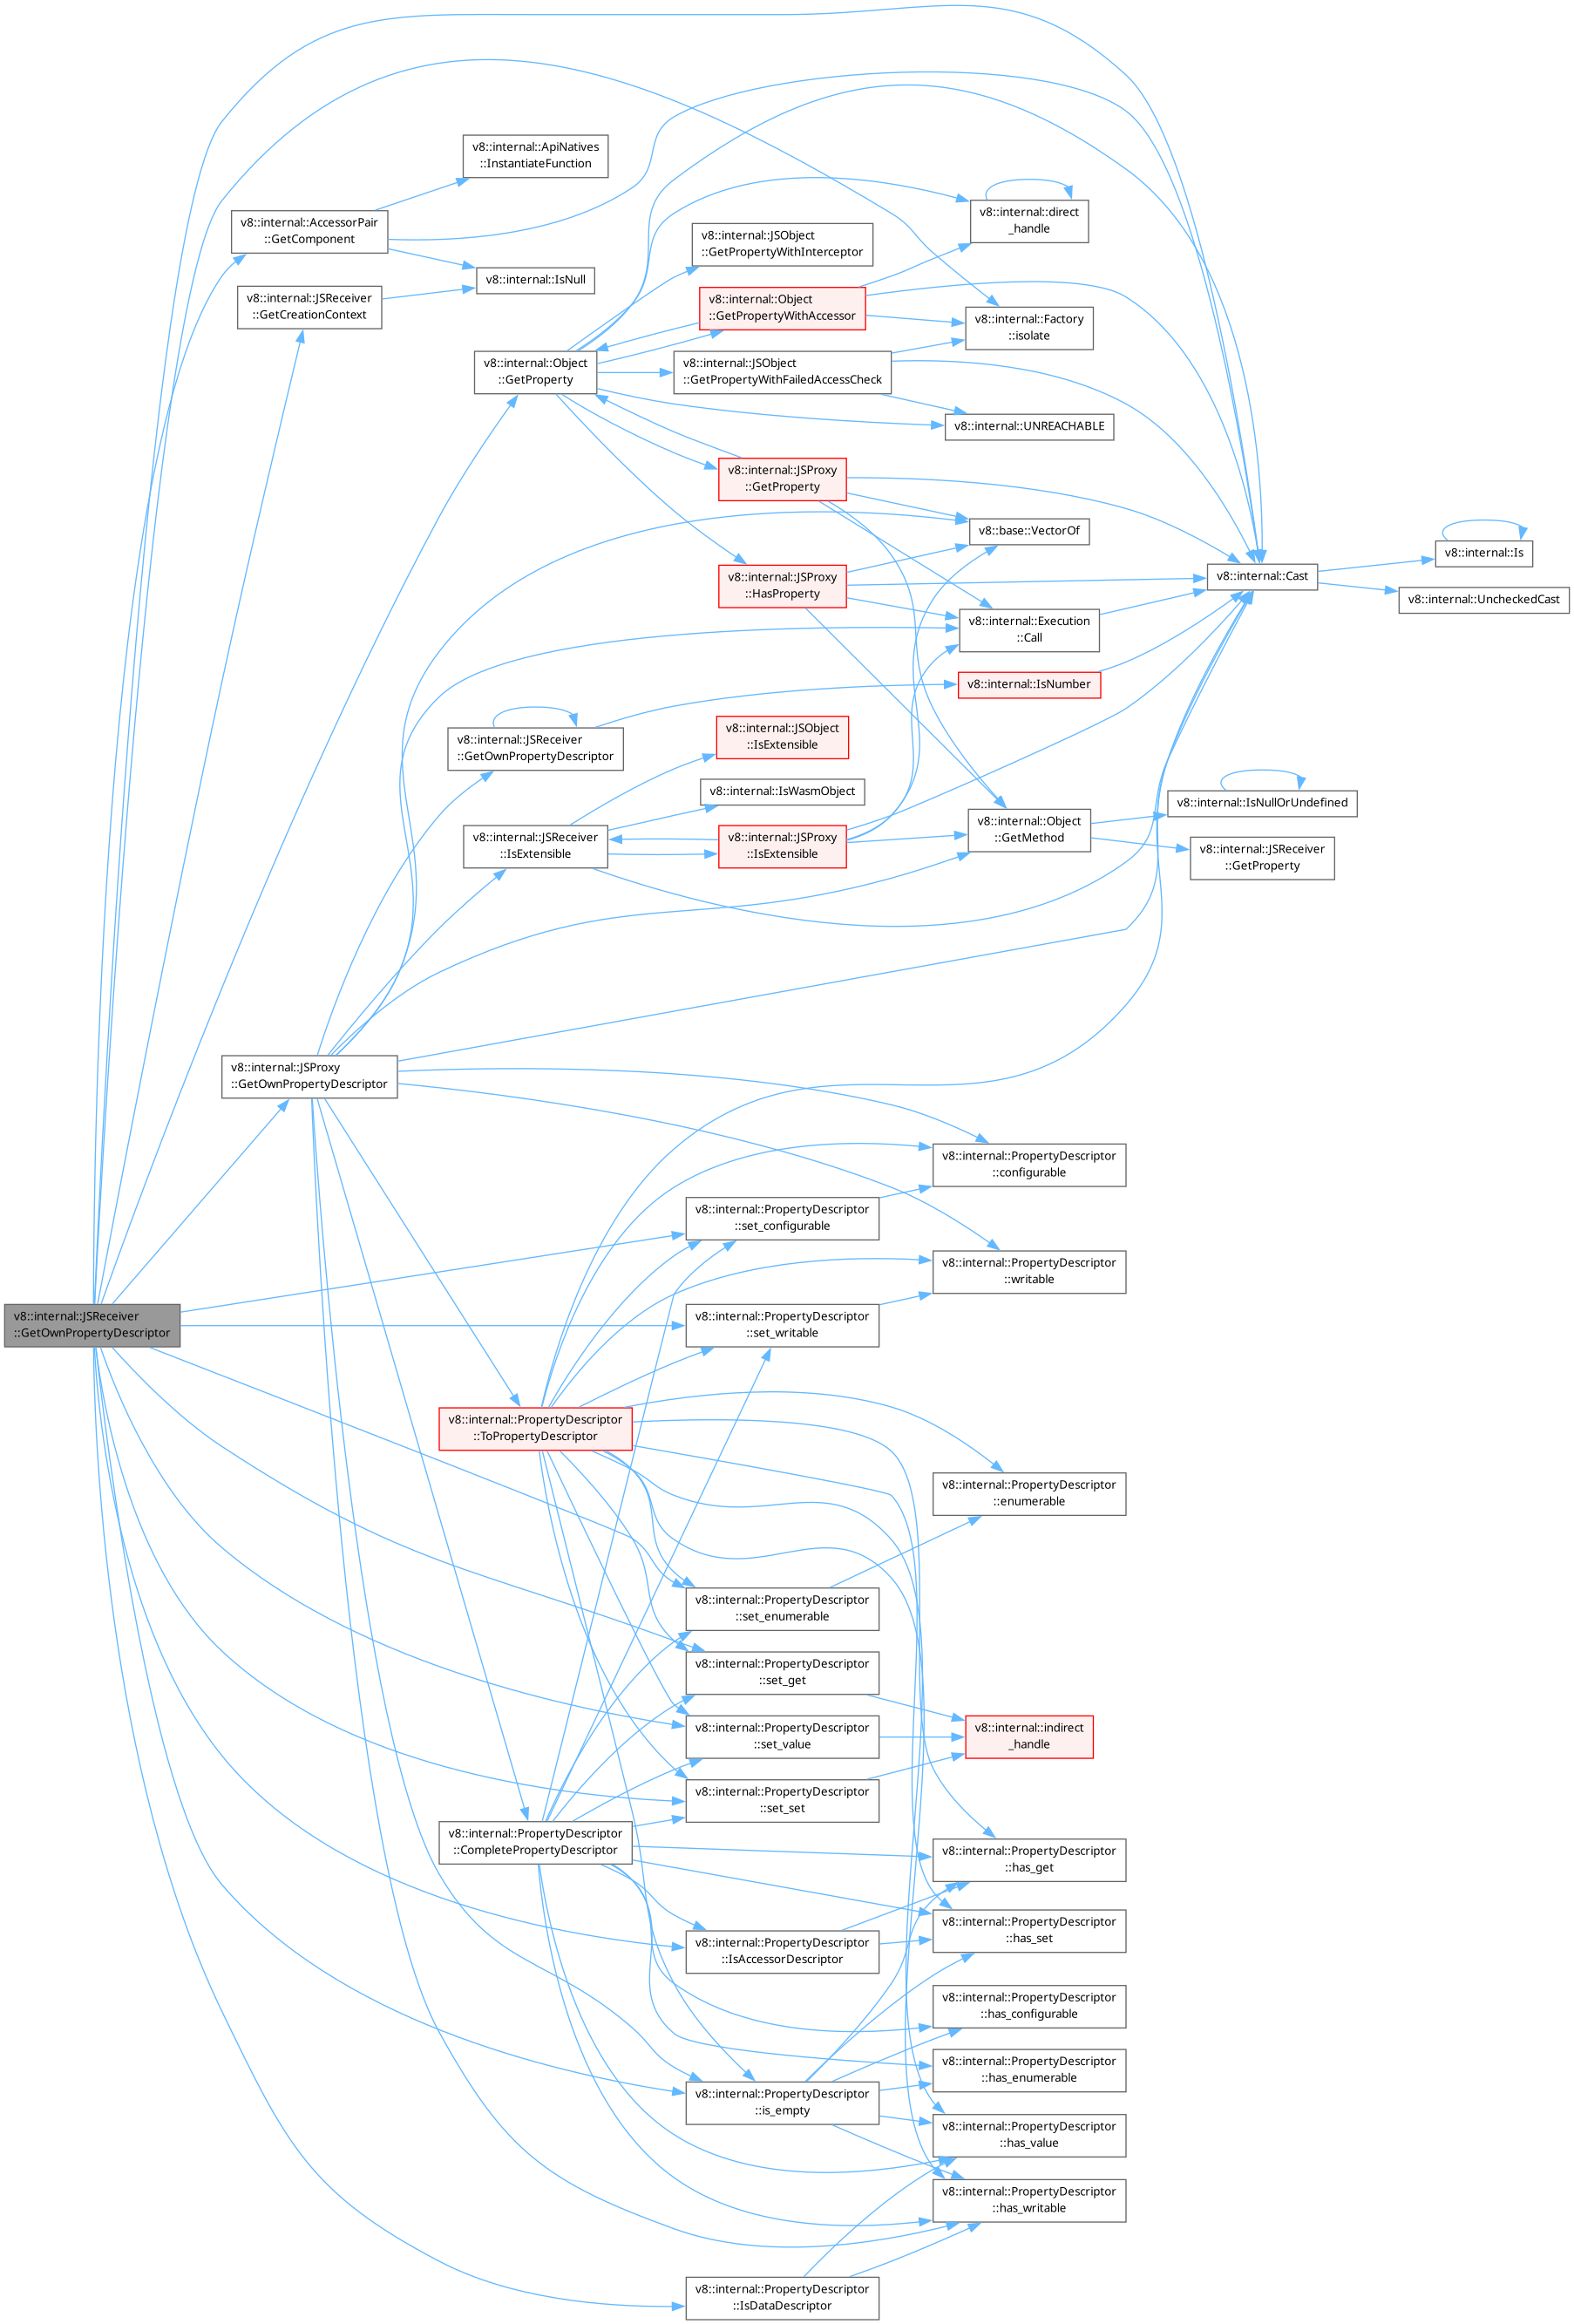 v8::internal::ApiNatives
::InstantiateFunction
v8::internal::AccessorPair
::GetComponent
v8::internal::IsNull
v8::internal::JSReceiver
::GetCreationContext
v8::internal::direct
_handle
v8::internal::JSObject
::GetPropertyWithInterceptor
v8::internal::Object
::GetPropertyWithAccessor
v8::internal::Factory
::isolate
v8::internal::Object
::GetProperty
v8::internal::JSObject
::GetPropertyWithFailedAccessCheck
v8::internal::UNREACHABLE
v8::internal::JSProxy
::GetProperty
v8::base::VectorOf
v8::internal::JSProxy
::HasProperty
v8::internal::Cast
v8::internal::Is
v8::internal::UncheckedCast
v8::internal::Execution
::Call
v8::internal::IsNumber
v8::internal::JSReceiver
::GetOwnPropertyDescriptor
v8::internal::JSObject
::IsExtensible
v8::internal::IsWasmObject
v8::internal::JSReceiver
::IsExtensible
v8::internal::JSProxy
::IsExtensible
v8::internal::Object
::GetMethod
v8::internal::IsNullOrUndefined
v8::internal::JSReceiver
::GetProperty
v8::internal::JSProxy
::GetOwnPropertyDescriptor
v8::internal::PropertyDescriptor
::configurable
v8::internal::PropertyDescriptor
::set_configurable
v8::internal::PropertyDescriptor
::writable
v8::internal::JSReceiver
::GetOwnPropertyDescriptor
v8::internal::PropertyDescriptor
::set_writable
v8::internal::PropertyDescriptor
::ToPropertyDescriptor
v8::internal::PropertyDescriptor
::enumerable
v8::internal::PropertyDescriptor
::set_enumerable
v8::internal::PropertyDescriptor
::set_get
v8::internal::PropertyDescriptor
::set_value
v8::internal::indirect
_handle
v8::internal::PropertyDescriptor
::set_set
v8::internal::PropertyDescriptor
::CompletePropertyDescriptor
v8::internal::PropertyDescriptor
::has_get
v8::internal::PropertyDescriptor
::has_set
v8::internal::PropertyDescriptor
::IsAccessorDescriptor
v8::internal::PropertyDescriptor
::has_configurable
v8::internal::PropertyDescriptor
::has_enumerable
v8::internal::PropertyDescriptor
::is_empty
v8::internal::PropertyDescriptor
::has_value
v8::internal::PropertyDescriptor
::has_writable
v8::internal::PropertyDescriptor
::IsDataDescriptor